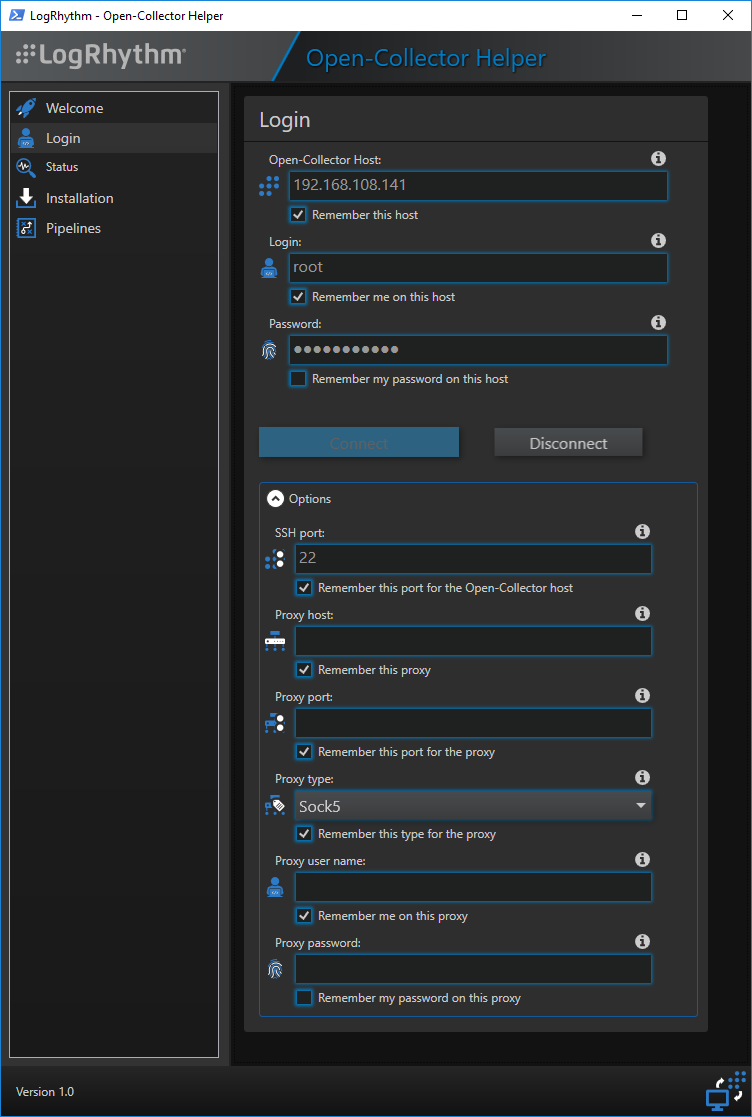 LogRhythm - Open-Collector Helper
LogRhythm
Open-Collector Helper
Welcome
Login
Status
Installation
Pipelines
Login
Open-Collector Host:
192.168.108.141
Remember this host
Login:
root
Remember me on this host
Password:
Remember my password on this host
Connect
Disconnect
Options
SSH port:
22
Remember this port for the Open-Collector host
Proxy host:
Remember this proxy
Proxy port:
Remember this port for the proxy
Proxy type:
Sock5
Remember this type for the proxy
Proxy user name:
Remember me on this proxy
Proxy password:
Remember my password on this proxy
Version 1.0